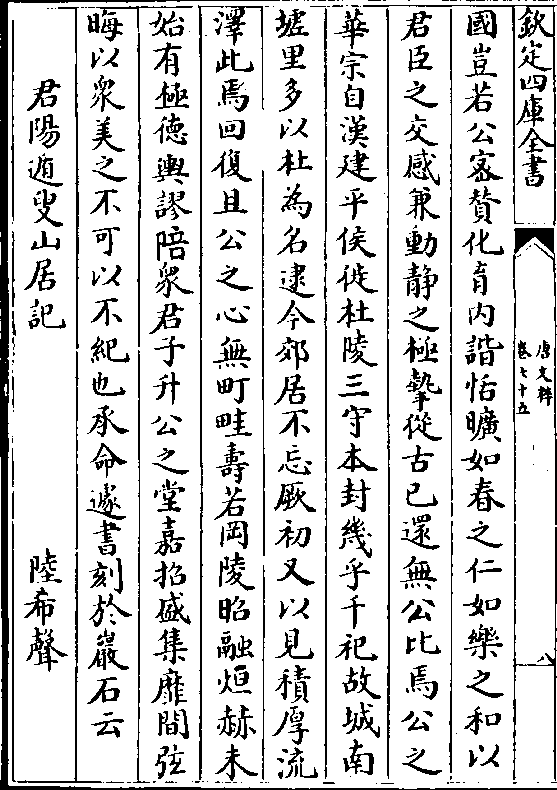 欽定四庫全書
唐文粹
卷七十五
八
國豈若公密贊化育内諧恬曠如春之仁如樂之和以
君臣之交感兼動静之極摯從古已還無公比焉公之
華宗自漢建平侯徙杜陵三守本封幾乎千祀故城南
墟里多以杜為名逮今郊居不忘厥初又以見積厚流
澤此焉回復且公之心無町畦壽若岡陵昭融烜赫未
始有極德輿謬陪衆君子升公之堂嘉招盛集靡間弦
晦以衆美之不可以不紀也承命遽書刻於巖石云
君陽遁叟山居記
陸希聲